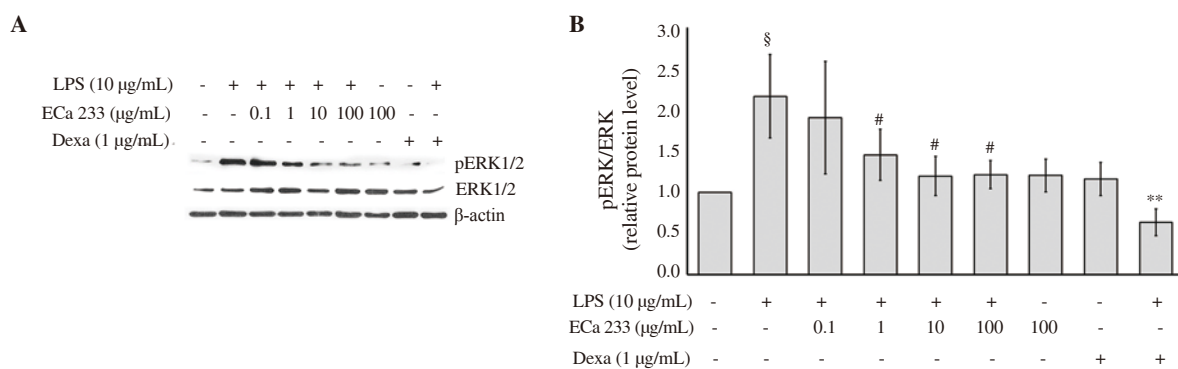 A
LPS (10 µg/mL) - + + + + + - - +
ECa 233 (µg/mL) - - 0.1 1 10 100 100 - -
Dexa (1 µg/mL) - - - - - - - + +
pERK1/2
ERK1/2
β-actin
B
pERK/ERK
(relative protein level)
3.0
2.5
2.0
1.5
1.0
0.5
0.0
§
#
#
#
**
LPS (10 µg/mL) - + + + + + - - +
ECa 233 (µg/mL) - - 0.1 1 10 100 100 - -
Dexa (1 µg/mL) - - - - - - - + +